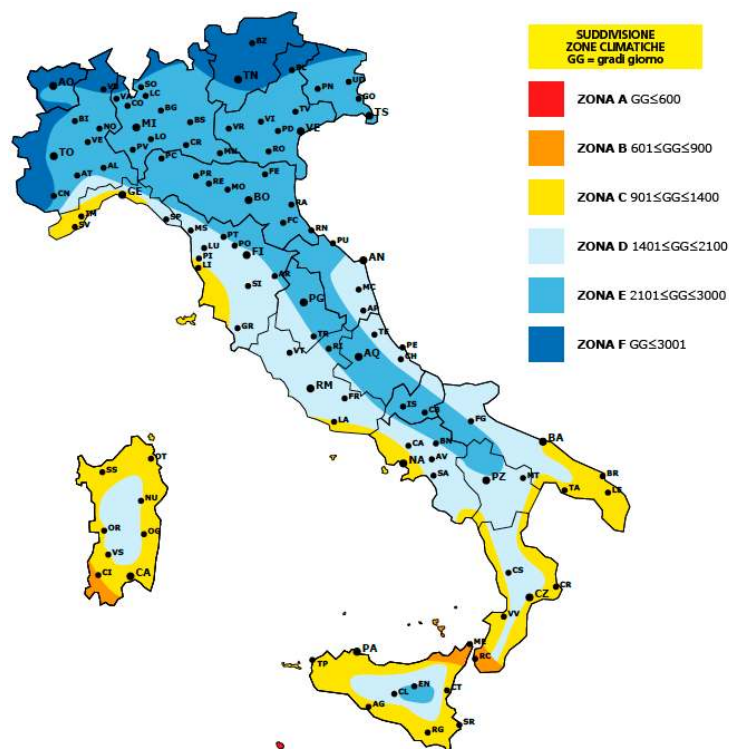 SUDDIVISIONE
ZONE CLIMATICHE
GG = gradi giorno
ZONA A GG≤600
ZONA B 601≤GG≤900
ZONA C 901≤GG≤1400
ZONA D 1401≤GG≤2100
ZONA E 2101≤GG≤3000
ZONA F GG≤3001
BZ
TN
AO
SO
LC
VA
CO
BG
BI
NO
MI
BS
VE
LO
PV
CR
TO
AL
AT
PC
CN
UD
PN
GO
TS
TV
VI
VR
PD
VE
RO
FE
PR
RE
MO
BO
RA
FC
RN
GE
IM
SV
SP
MS
PT
LU
PO
PI
FI
LI
AR
PU
AN
SI
MC
AP
PG
GR
TR
TE
VT
RI
AQ
PE
CH
RM
FR
LA
IS
CB
FG
BA
CA
BN
NA
AV
SA
PZ
MT
TA
BR
LE
OT
SS
NU
OR
OG
VS
CI
CA
CS
CR
CZ
VV
ME
RC
PA
TP
EN
CL
CT
AG
RG
SR